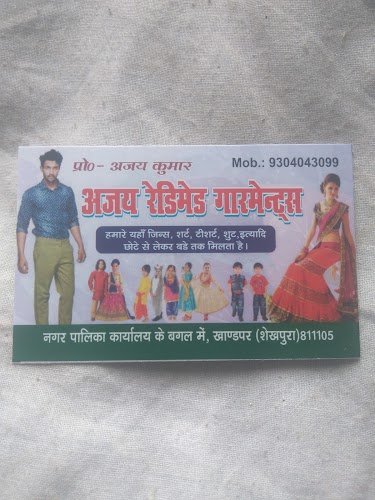 प्रो०- अजय कुमार
Mob.: 9304043099
अजय रेडिमेड गारमेन्ट्स
हमारे यहाँ जिन्स, शर्ट, टीशर्ट, शुट,इत्यादि
छोटे से लेकर बडे तक मिलता है।
नगर पालिका कार्यालय के बगल में, खाण्डपर (शेखपुरा)811105